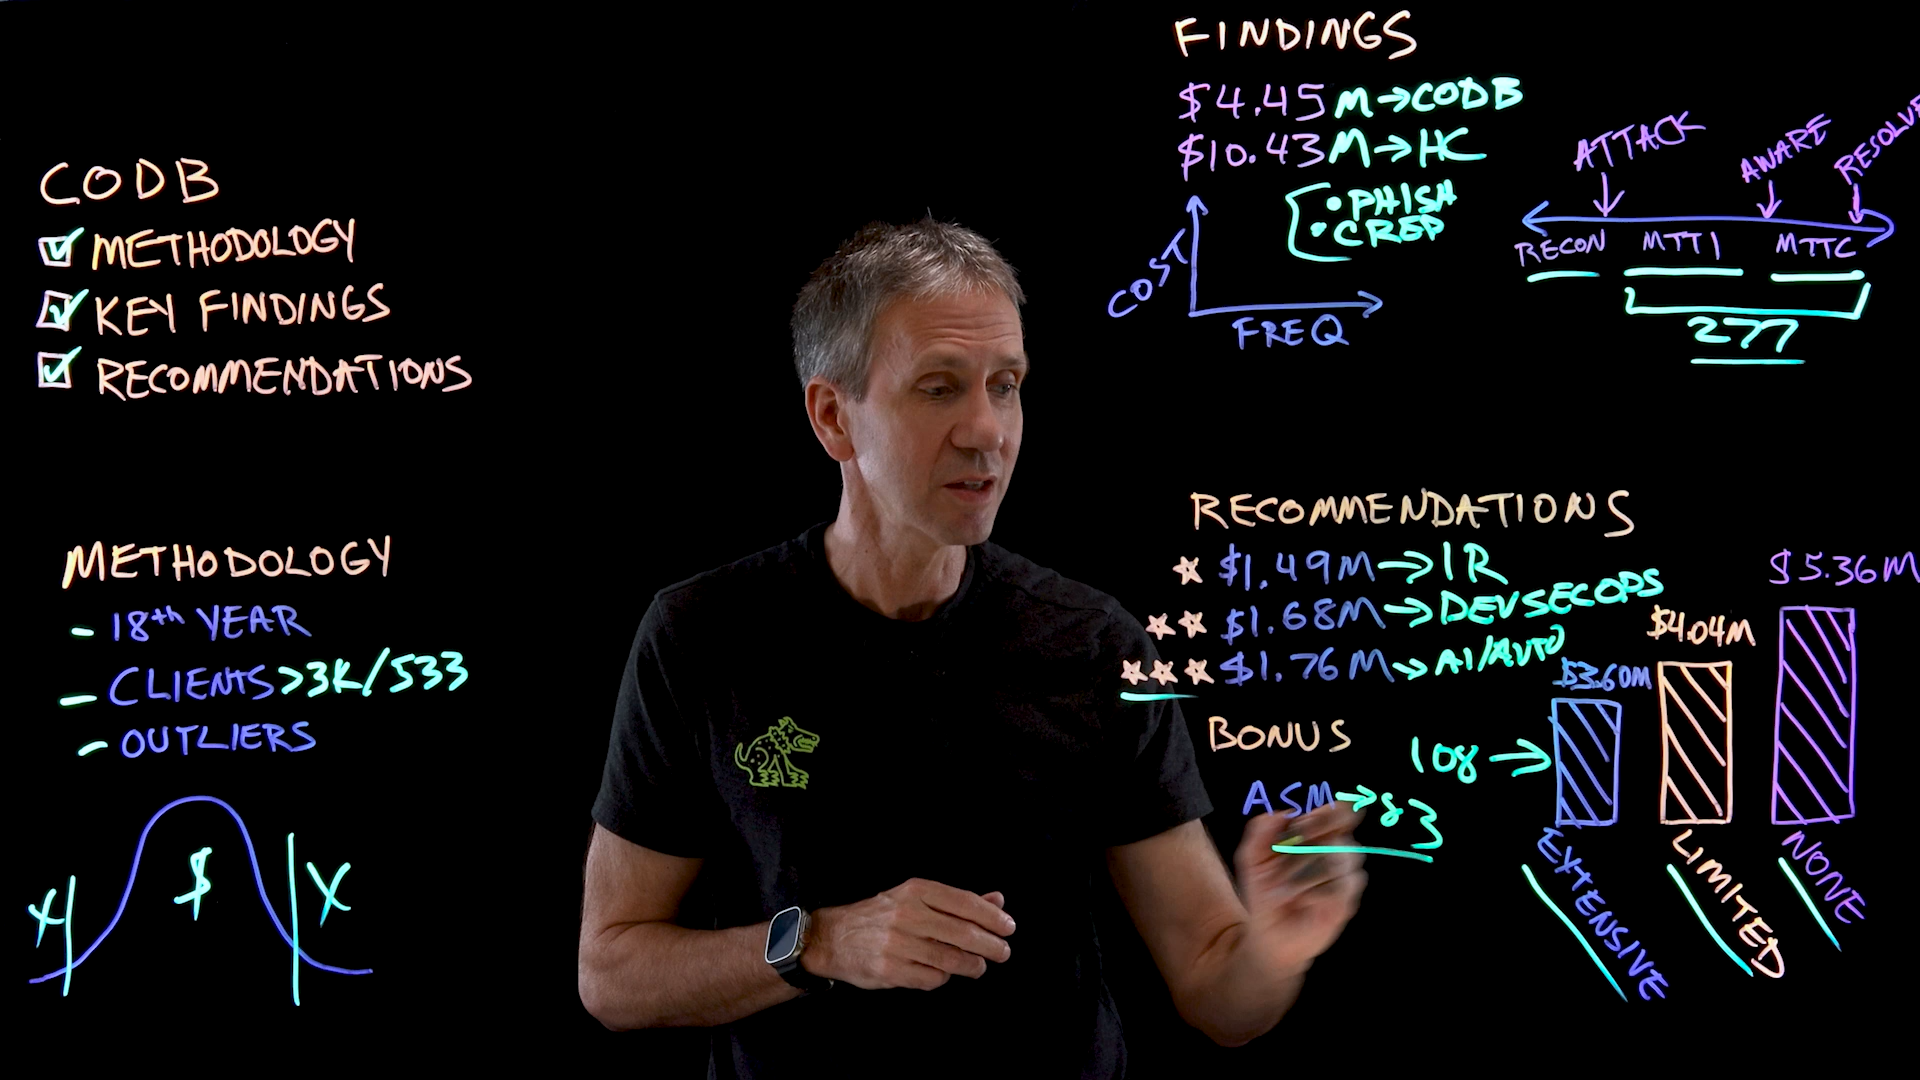 CODB
METHODOLOGY
KEY FINDINGS
RECOMMENDATIONS
METHODOLOGY
- 18th YEAR
- CLIENTS>3K/533
- OUTLIERS
X $ X
FINDINGS
$4.45M→CODB
$10.43M→HC
• PHISH
• CRED
COST
FREQ
ATTACK AWARE RESOLVE
RECON MTTI MTTC
277
RECOMMENDATIONS
$1.49M→IR
$1.68M→DEVSECOPS
$1.76M→AI/AUTO
BONUS
ASM→83
108→
$3.60M $4.04M $5.36M
EXTENSIVE LIMITED NONE